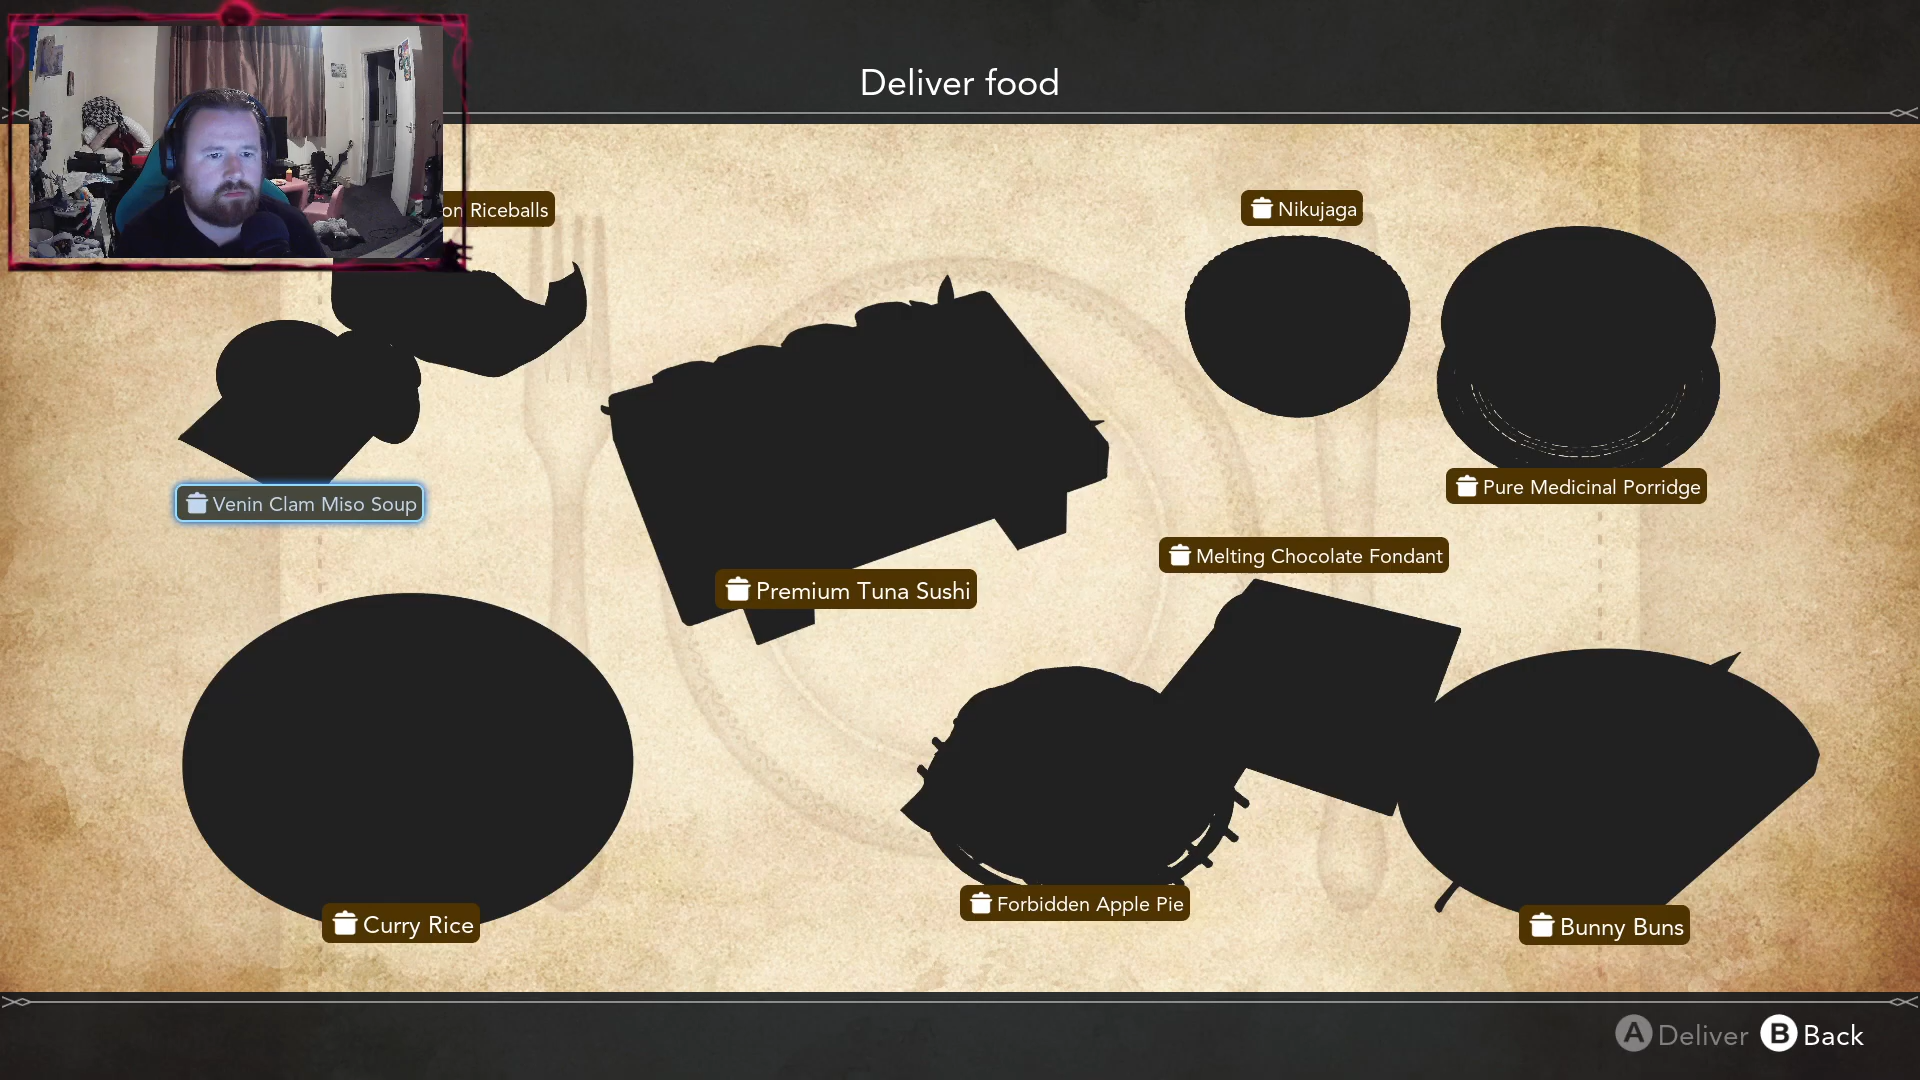 Deliver food
on Riceballs
Nikujaga
Pure Medicinal Porridge
Venin Clam Miso Soup
Melting Chocolate Fondant
Premium Tuna Sushi
Forbidden Apple Pie
Curry Rice
Bunny Buns
A Deliver B Back